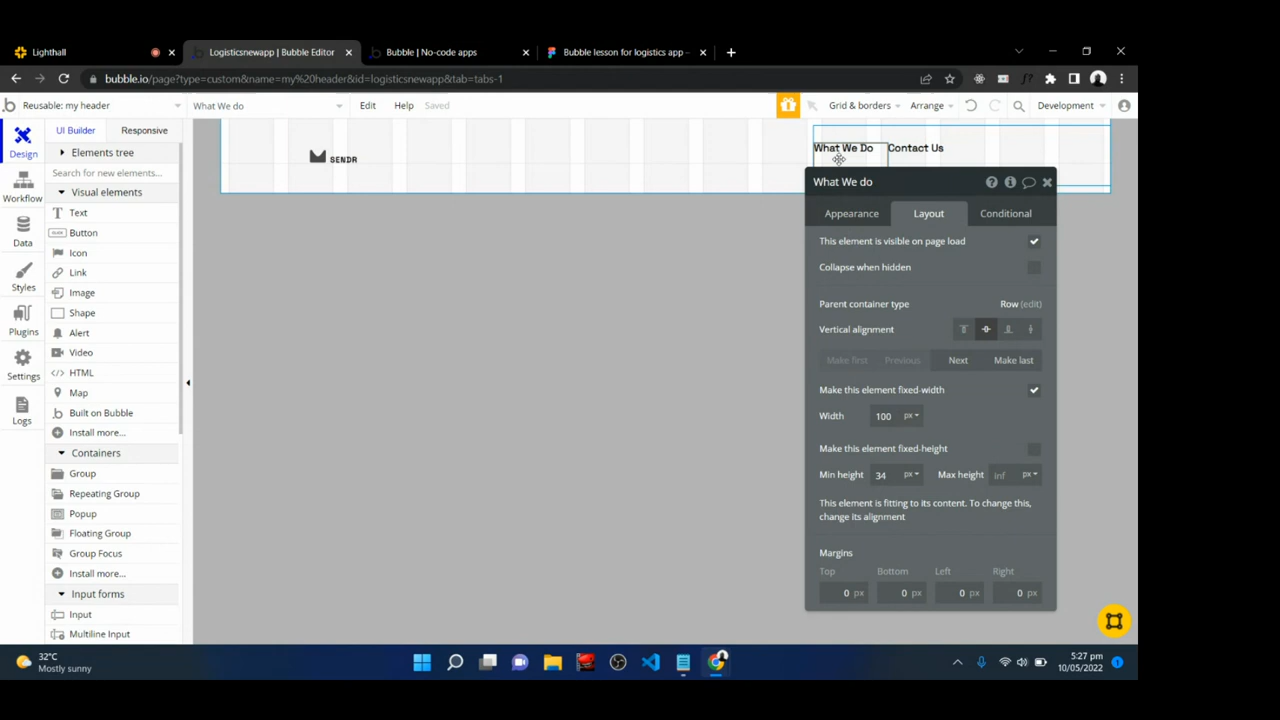 Lighthall
Logisticsnewapp | Bubble Editor
Bubble | No-code apps
Bubble lesson for logistics app –
bubble.io/page?type=custom&name=my%20header&id=logisticsnewapp&tab=tabs-1
Reusable: my header
What We do
Edit
Help
Saved
Grid & borders
Arrange
Development
Design
Workflow
Data
Styles
Plugins
Settings
Logs
UI Builder
Responsive
Elements tree
Search for new elements...
Visual elements
Text
CLICK Button
Icon
Link
Image
Shape
Alert
Video
</> HTML
Map
Built on Bubble
Install more...
Containers
Group
Repeating Group
Popup
Floating Group
Group Focus
Install more...
Input forms
Input
Multiline Input
SENDR
What We Do
Contact Us
What We do
Appearance
Layout
Conditional
This element is visible on page load
Collapse when hidden
Parent container type Row (edit)
Vertical alignment
Make first Previous Next Make last
Make this element fixed-width
Width 100 px
Make this element fixed-height
Min height 34 px Max height inf px
This element is fitting to its content. To change this,
change its alignment
Margins
Top Bottom Left Right
0 px 0 px 0 px 0 px
32°C
Mostly sunny
5:27 pm
10/05/2022
1